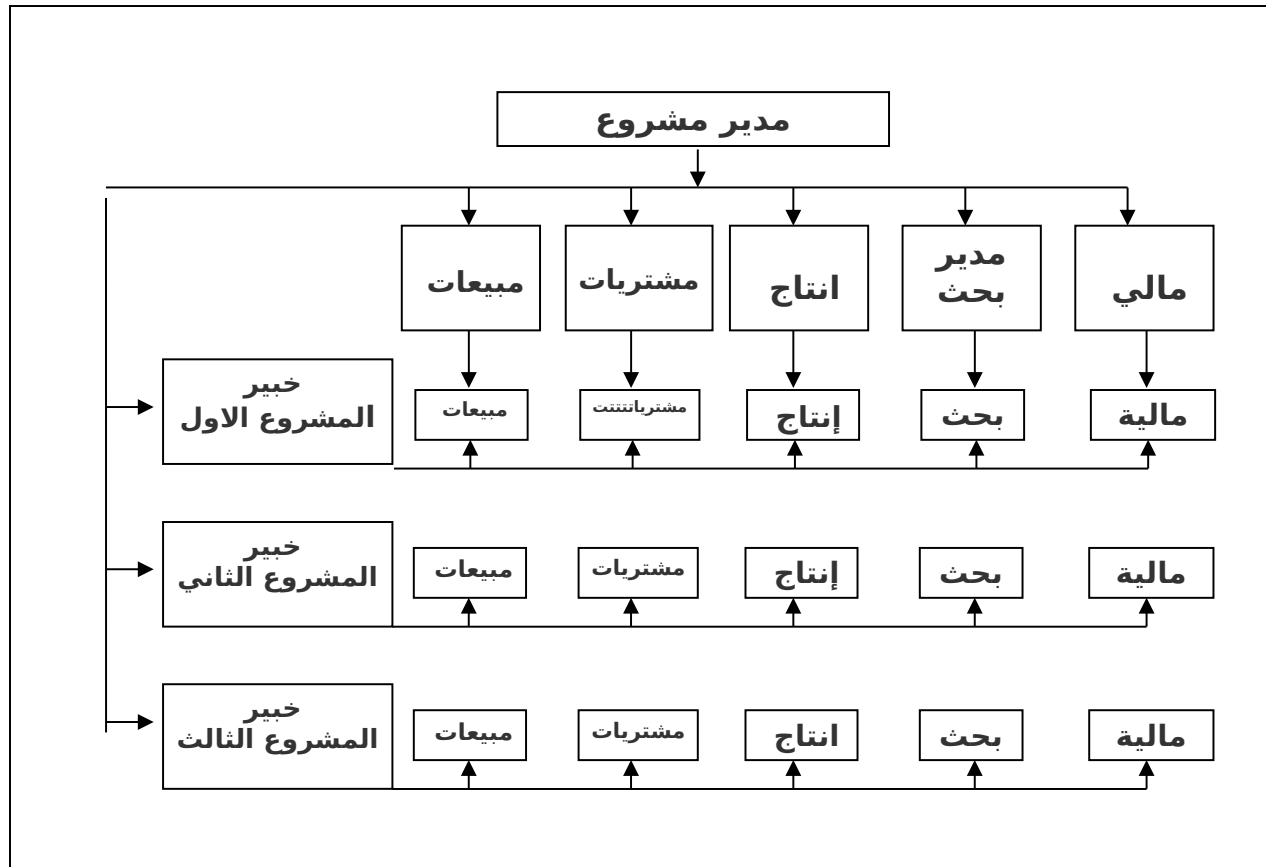 مدير مشروع
مالي
مدير
بحث
انتاج
مشتريات
مبيعات
خبير
المشروع الاول
مالية
بحث
إنتاج
مشترياتتتتت
مبيعات
خبير
المشروع الثاني
مالية
بحث
إنتاج
مشتريات
مبيعات
خبير
المشروع الثالث
مالية
بحث
انتاج
مشتريات
مبيعات